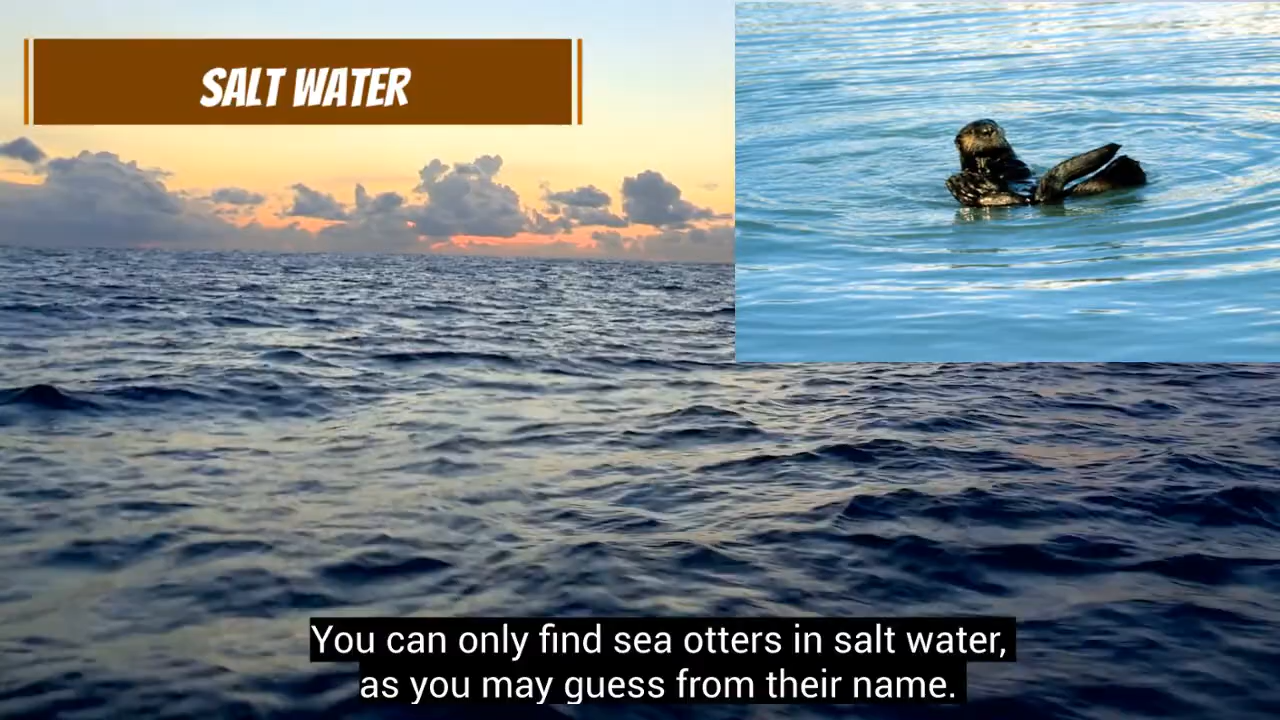 SALT WATER
You can only find sea otters in salt water,
as you may guess from their name.